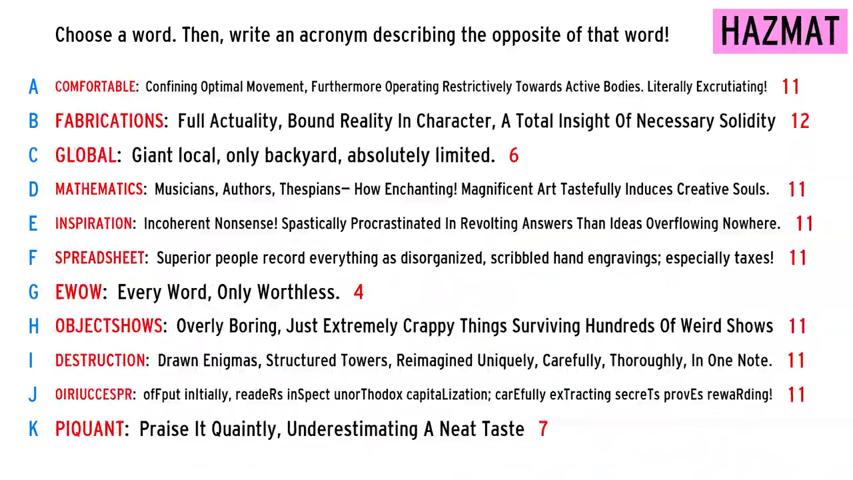 Choose a word. Then, write an acronym describing the opposite of that word!
HAZMAT
A COMFORTABLE: Confining Optimal Movement, Furthermore Operating Restrictively Towards Active Bodies. Literally Excrutiating! 11
B FABRICATIONS: Full Actuality, Bound Reality In Character, A Total Insight Of Necessary Solidity 12
C GLOBAL: Giant local, only backyard, absolutely limited. 6
D MATHEMATICS: Musicians, Authors, Thespians— How Enchanting! Magnificent Art Tastefully Induces Creative Souls. 11
E INSPIRATION: Incoherent Nonsense! Spastically Procrastinated In Revolting Answers Than Ideas Overflowing Nowhere. 11
F SPREADSHEET: Superior people record everything as disorganized, scribbled hand engravings; especially taxes! 11
G EWOW: Every Word, Only Worthless. 4
H OBJECTSHOWS: Overly Boring, Just Extremely Crappy Things Surviving Hundreds Of Weird Shows 11
I DESTRUCTION: Drawn Enigmas, Structured Towers, Reimagined Uniquely, Carefully, Thoroughly, In One Note. 11
J OIRIUCCESPR: ofFput inItially, readeRs inSpect unorThodox capitaLization; carEfully exTracting secreTs provEs rewaRding! 11
K PIQUANT: Praise It Quaintly, Underestimating A Neat Taste 7